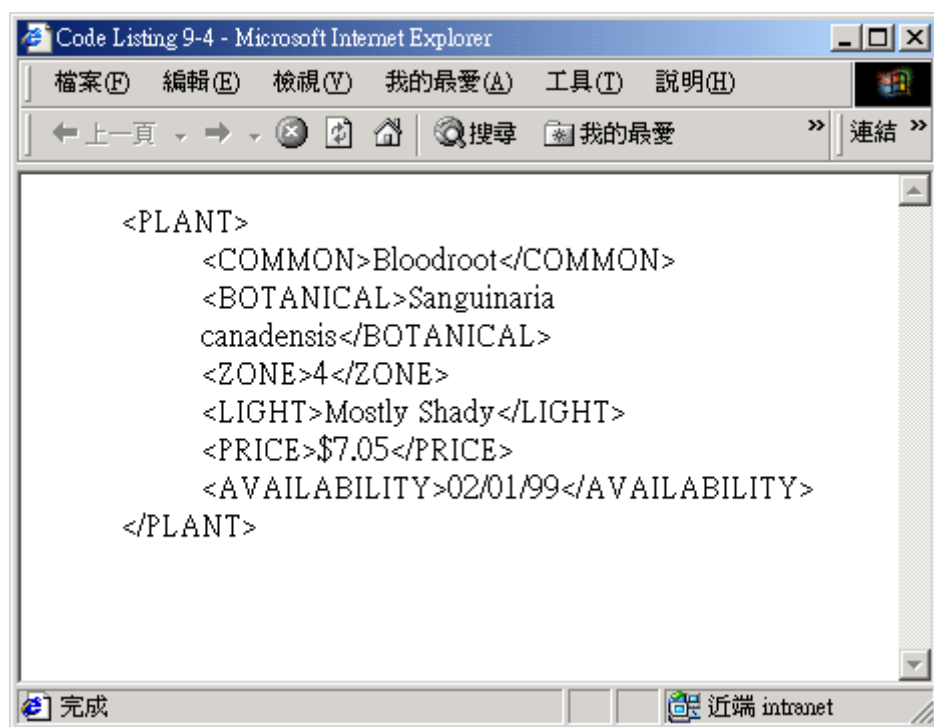 Code Listing 9-4 - Microsoft Internet Explorer
檔案(F) 編輯(E) 檢視(V) 我的最愛(A) 工具(T) 說明(H)
上一頁 搜尋 我的最愛 » 連結 »
<PLANT>
<COMMON>Bloodroot</COMMON>
<BOTANICAL>Sanguinaria
canadensis</BOTANICAL>
<ZONE>4</ZONE>
<LIGHT>Mostly Shady</LIGHT>
<PRICE>$7.05</PRICE>
<AVAILABILITY>02/01/99</AVAILABILITY>
</PLANT>
完成 近端 intranet